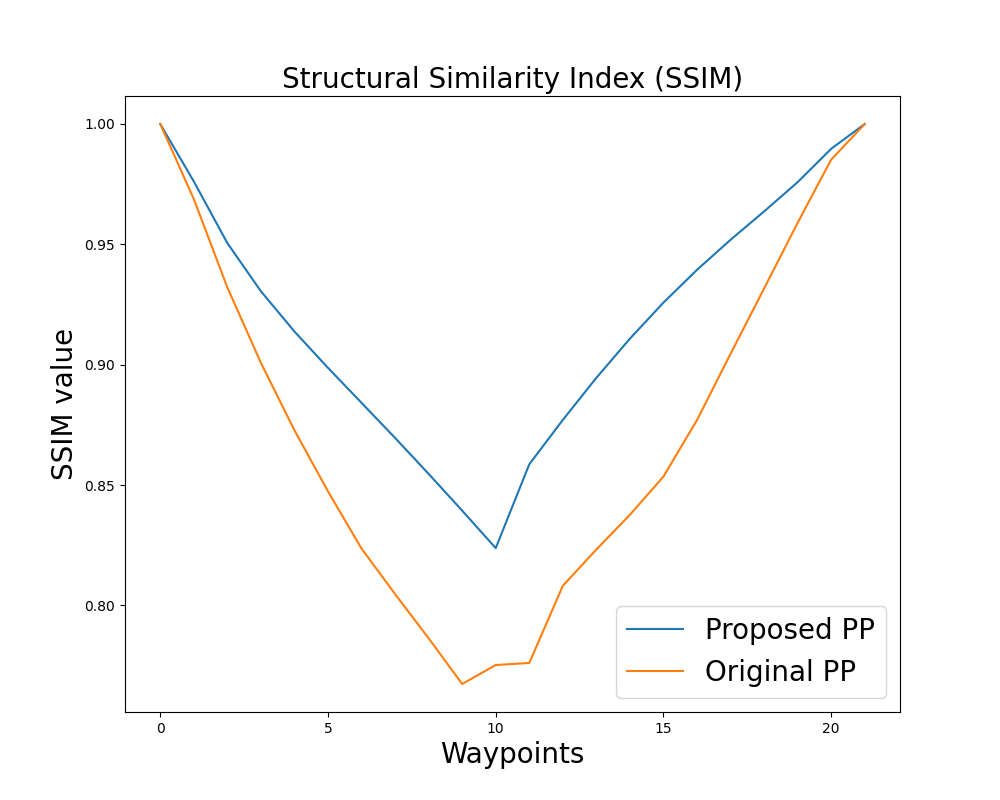 Structural Similarity Index (SSIM)
1.00
0.95
0.90
0.85
0.80
SSIM value
0
5
10
15
20
Waypoints
Proposed PP
Original PP